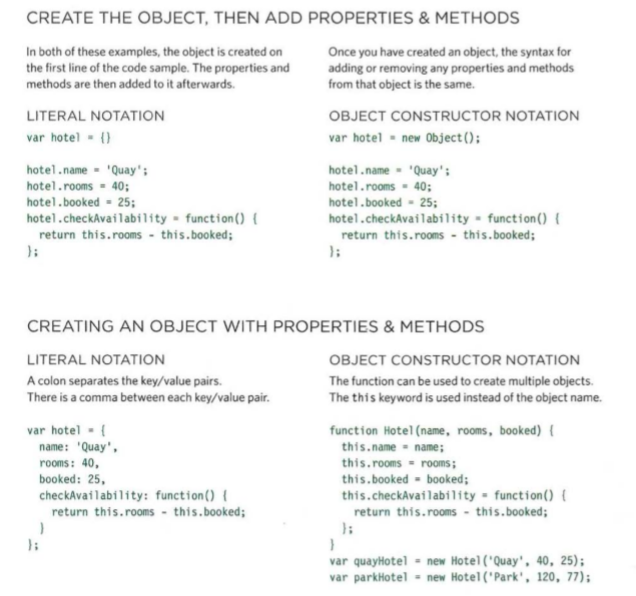 CREATE THE OBJECT, THEN ADD PROPERTIES & METHODS
In both of these examples, the object is created on
the first line of the code sample. The properties and
methods are then added to it afterwards.
LITERAL NOTATION
var hotel = {}
hotel.name = 'Quay';
hotel.rooms = 40;
hotel.booked = 25;
hotel.checkAvailability = function() {
return this.rooms - this.booked;
};
Once you have created an object, the syntax for
adding or removing any properties and methods
from that object is the same.
OBJECT CONSTRUCTOR NOTATION
var hotel = new Object();
hotel.name = 'Quay';
hotel.rooms = 40;
hotel.booked = 25;
hotel.checkAvailability = function() {
return this.rooms - this.booked;
};
CREATING AN OBJECT WITH PROPERTIES & METHODS
LITERAL NOTATION
A colon separates the key/value pairs.
There is a comma between each key/value pair.
var hotel = {
name: 'Quay',
rooms: 40,
booked: 25,
checkAvailability: function() {
return this.rooms - this.booked;
}
};
OBJECT CONSTRUCTOR NOTATION
The function can be used to create multiple objects.
The this keyword is used instead of the object name.
function Hotel(name, rooms, booked) {
this.name = name;
this.rooms = rooms;
this.booked = booked;
this.checkAvailability = function() {
return this.rooms - this.booked;
};
}
var quayHotel = new Hotel('Quay', 40, 25);
var parkHotel = new Hotel('Park', 120, 77);